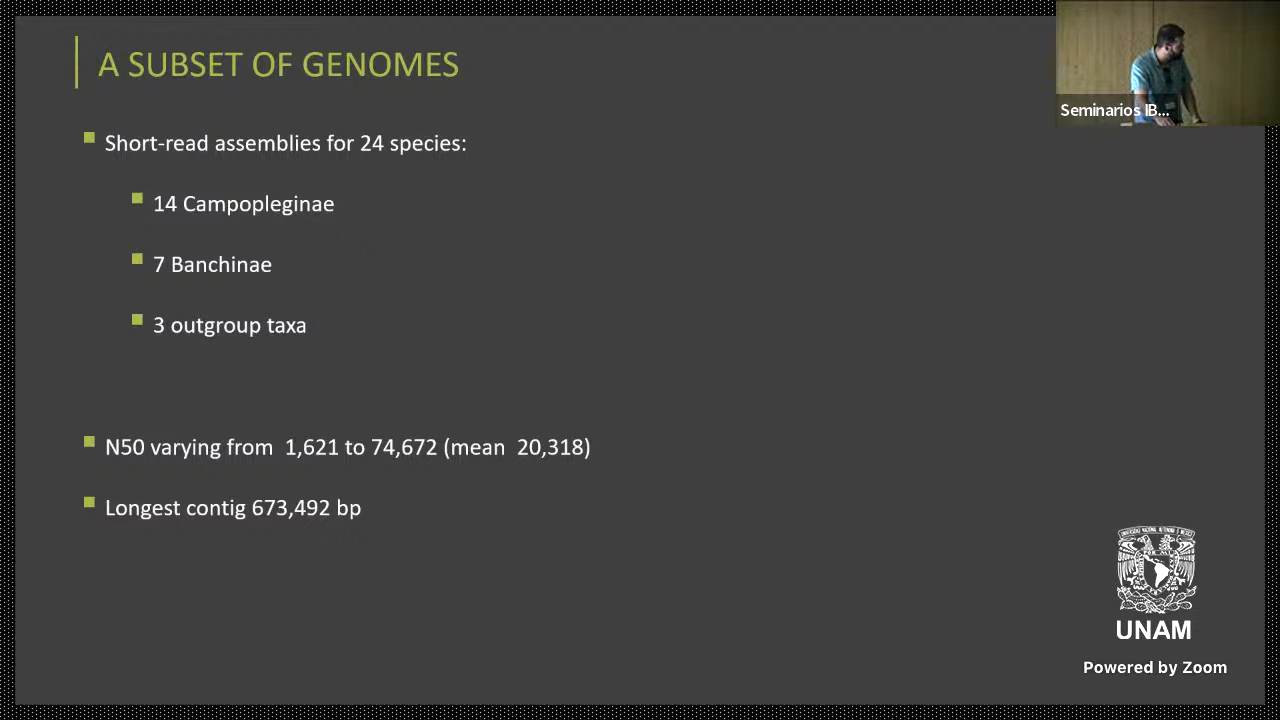 A SUBSET OF GENOMES
Seminarios IB...
Short-read assemblies for 24 species:
14 Campopleginae
7 Banchinae
3 outgroup taxa
N50 varying from 1,621 to 74,672 (mean 20,318)
Longest contig 673,492 bp
UNAM
Powered by Zoom